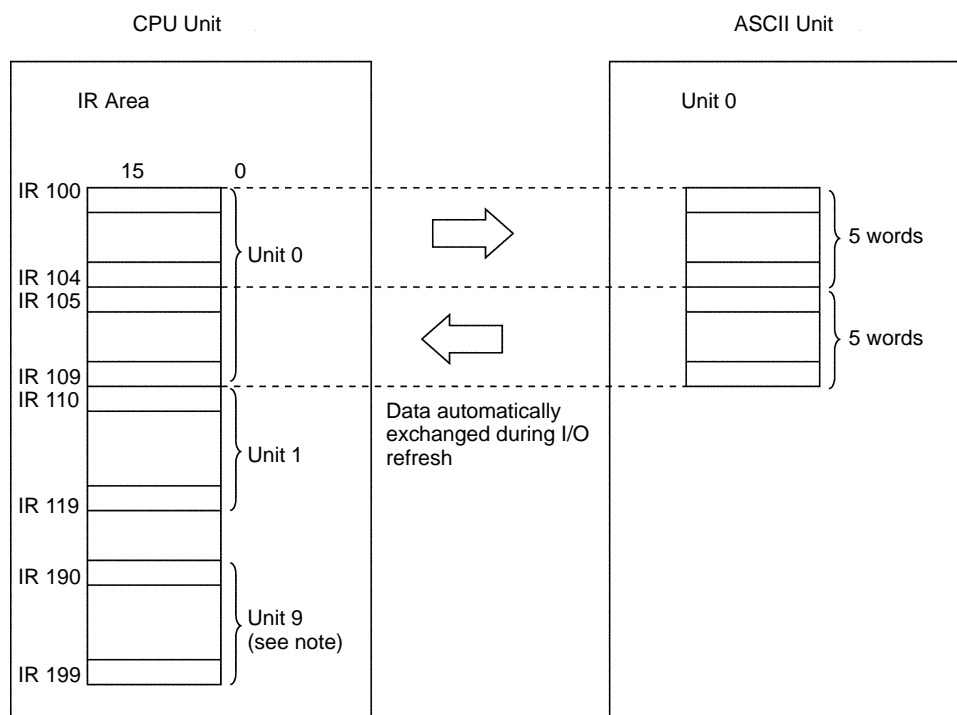 CPU Unit
ASCII Unit
IR Area
Unit 0
15
0
IR 100
Unit 0
5 words
IR 104
IR 105
5 words
IR 109
IR 110
Data automatically
exchanged during I/O
refresh
Unit 1
IR 119
IR 190
Unit 9
(see note)
IR 199